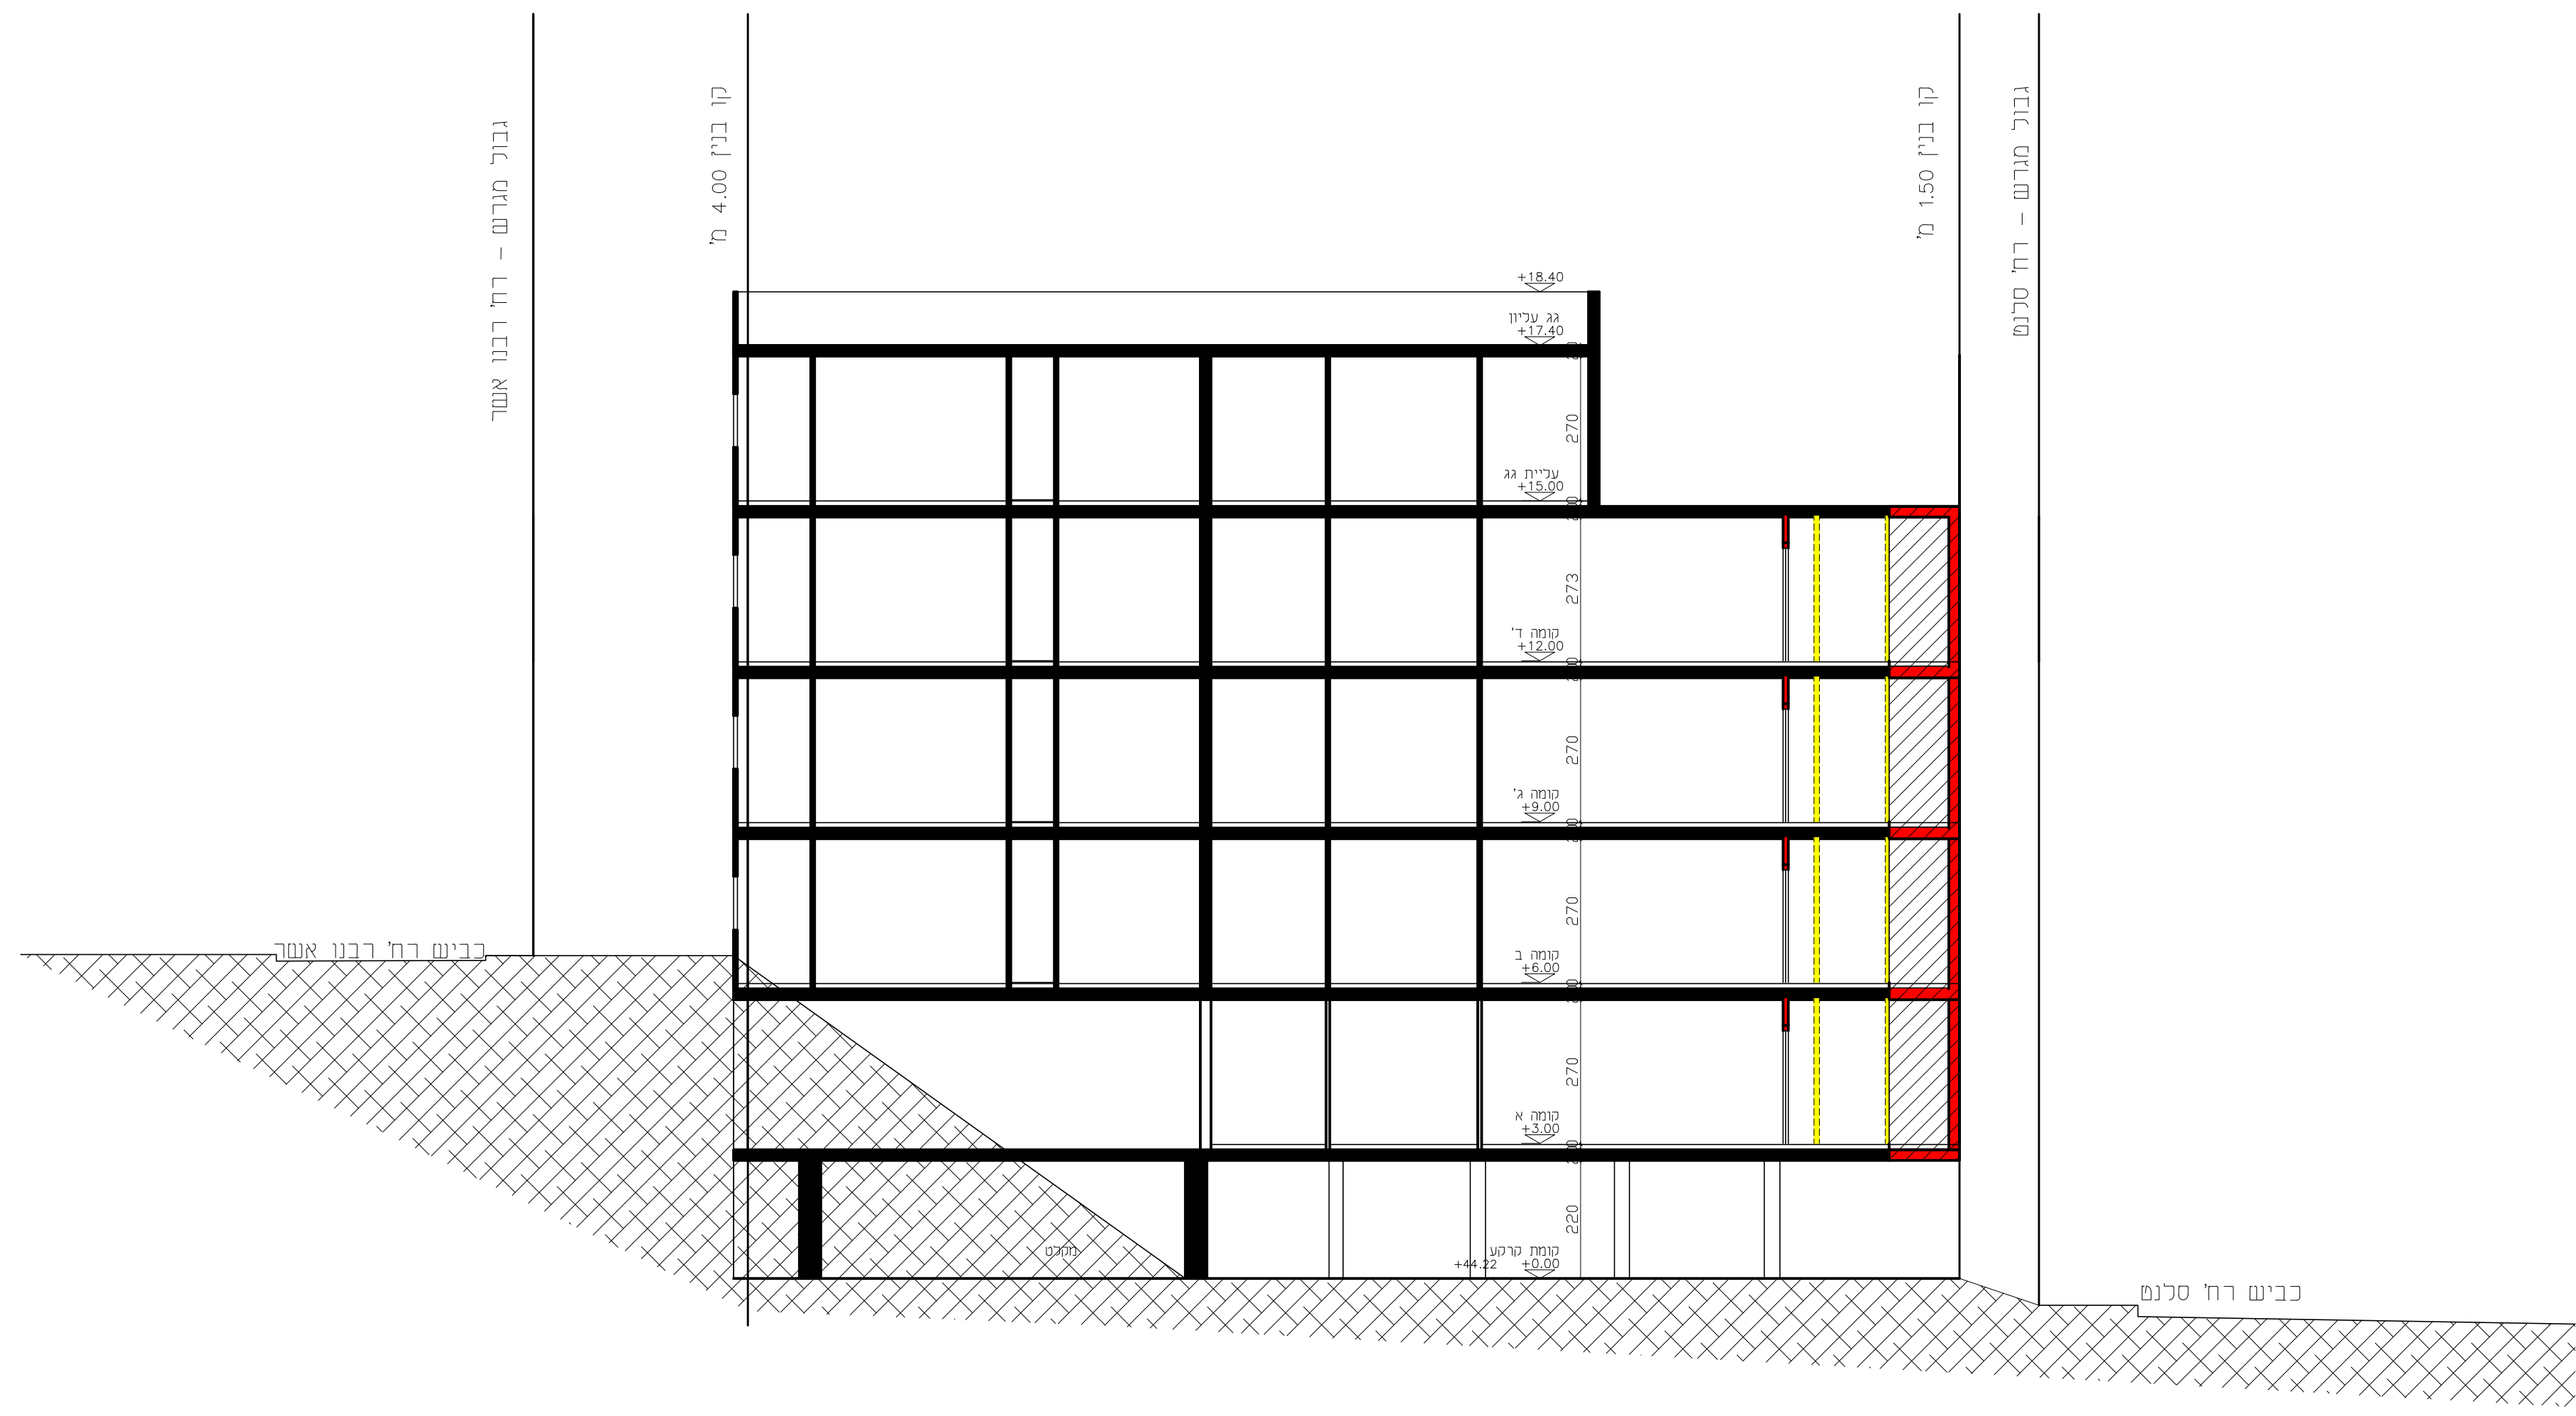 גבול מגרש - רח' רבנו אשר
קו בנין 4.00 מ'
קו בנין 1.50 מ'
גבול מגרש - רח' סלנט
+18.40
גג עליון
+17.40
270
עליית גג
+15.00
273
קומה ד'
+12.00
270
קומה ג'
+9.00
270
קומה ב
+6.00
270
קומה א
+3.00
220
קומת קרקע
+44.22 +0.00
מקלט
כביש רח' רבנו אשר
כביש רח' סלנט